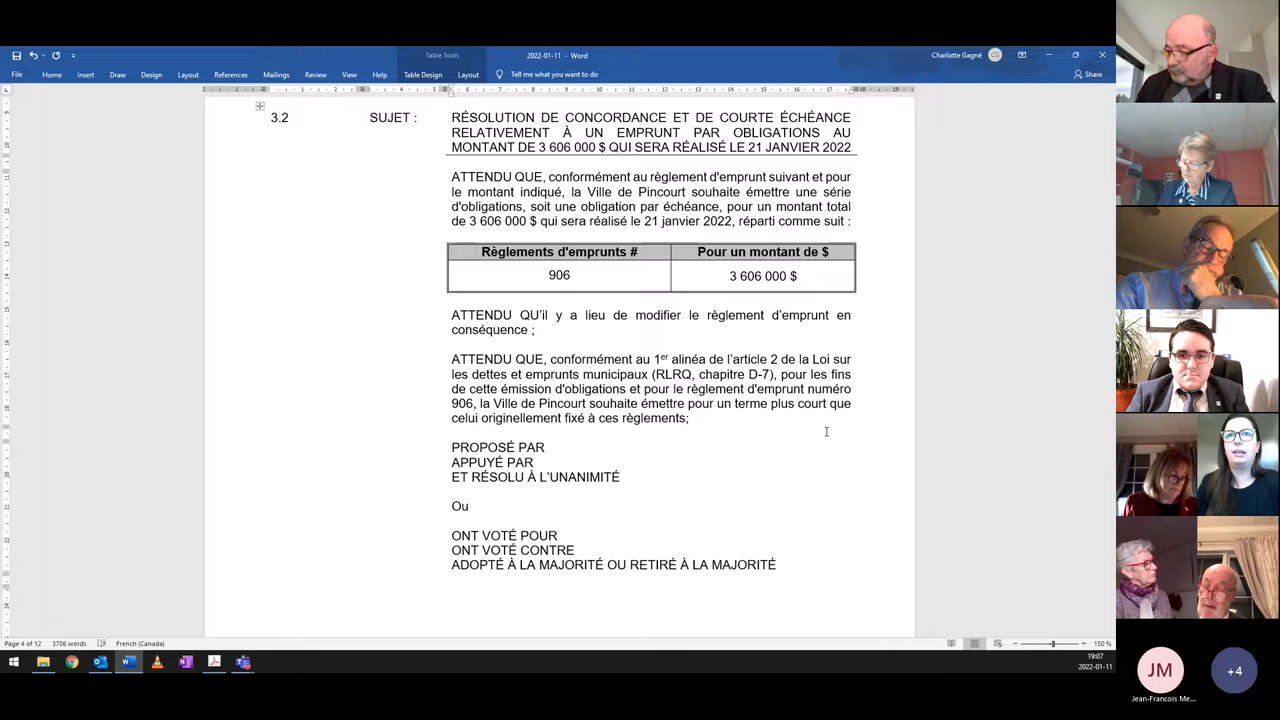 Table Tools
2022-01-11 - Word
Charlotte Gagné
CG
File Home Insert Draw Design Layout References Mailings Review View Help Table Design Layout Tell me what you want to do Share
3.2 SUJET : RÉSOLUTION DE CONCORDANCE ET DE COURTE ÉCHÉANCE
RELATIVEMENT À UN EMPRUNT PAR OBLIGATIONS AU
MONTANT DE 3 606 000 $ QUI SERA RÉALISÉ LE 21 JANVIER 2022
ATTENDU QUE, conformément au règlement d'emprunt suivant et pour
le montant indiqué, la Ville de Pincourt souhaite émettre une série
d'obligations, soit une obligation par échéance, pour un montant total
de 3 606 000 $ qui sera réalisé le 21 janvier 2022, réparti comme suit :
Règlements d'emprunts # Pour un montant de $
906 3 606 000 $
ATTENDU QU'il y a lieu de modifier le règlement d'emprunt en
conséquence ;
ATTENDU QUE, conformément au 1er alinéa de l'article 2 de la Loi sur
les dettes et emprunts municipaux (RLRQ, chapitre D-7), pour les fins
de cette émission d'obligations et pour le règlement d'emprunt numéro
906, la Ville de Pincourt souhaite émettre pour un terme plus court que
celui originellement fixé à ces règlements;
PROPOSÉ PAR
APPUYÉ PAR
ET RÉSOLU À L'UNANIMITÉ
Ou
ONT VOTÉ POUR
ONT VOTÉ CONTRE
ADOPTÉ À LA MAJORITÉ OU RETIRÉ À LA MAJORITÉ
Page 4 of 12 3706 words French (Canada) 150 %
19:07
2022-01-11
JM
+4
Jean-Francois Me...